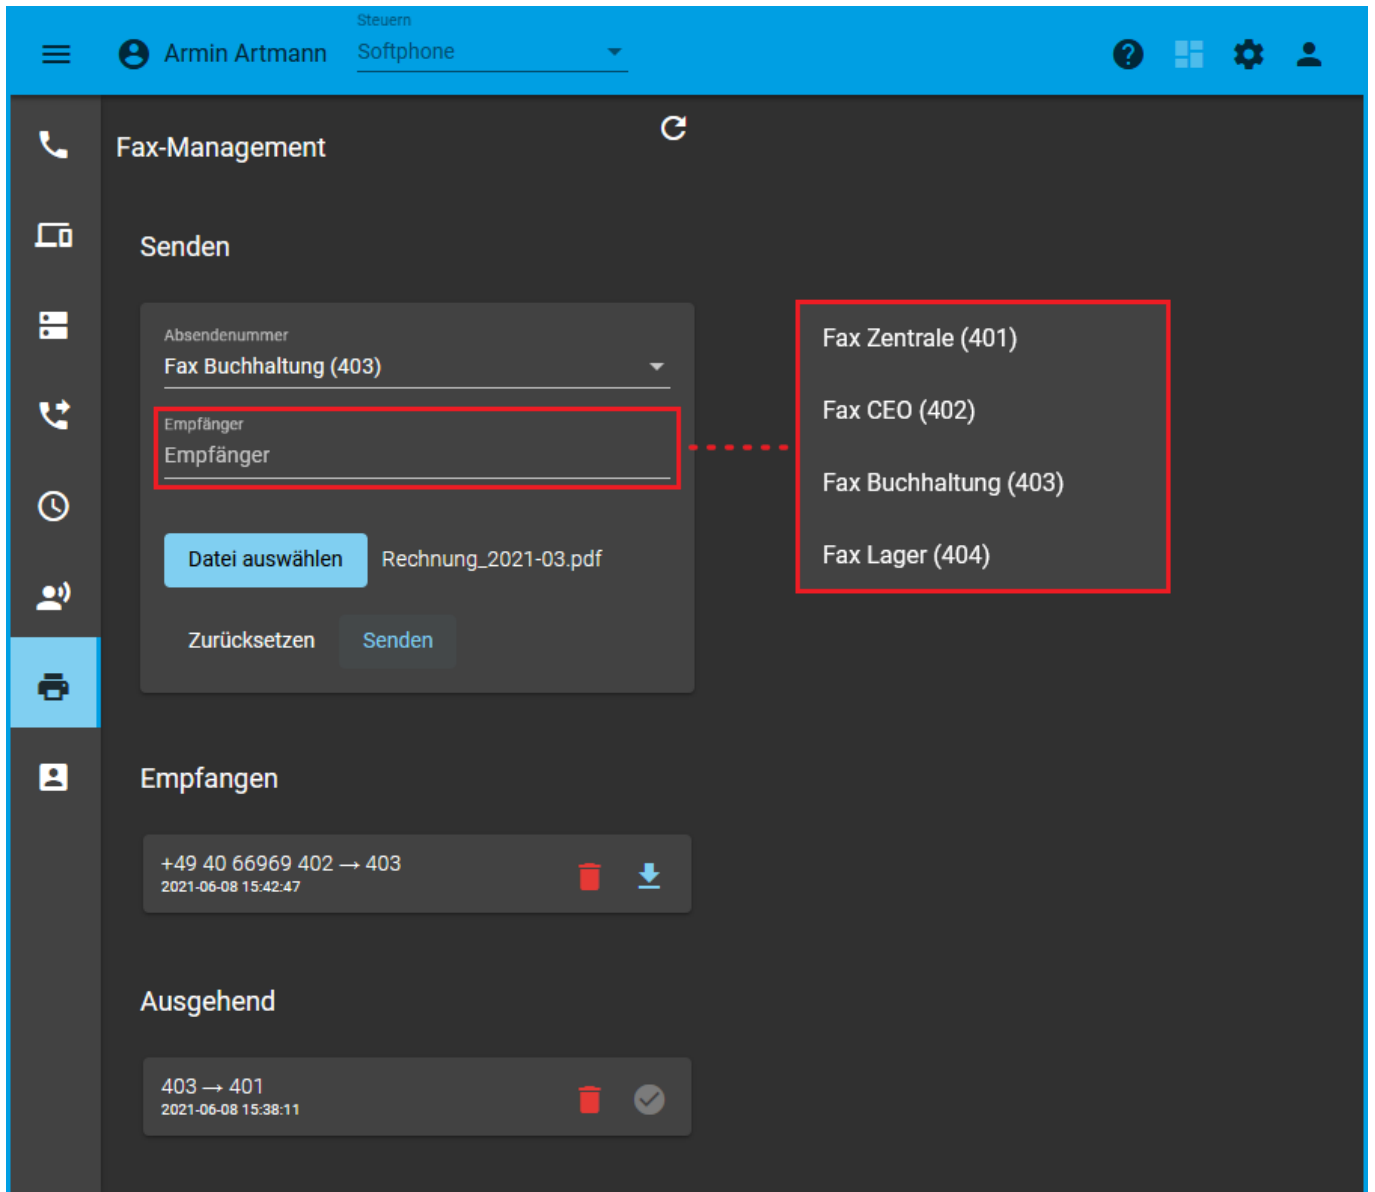 Steuern
Armin Artmann
Softphone
Fax-Management
Senden
Absendenummer
Fax Buchhaltung (403)
Empfänger
Empfänger
Datei auswählen
Rechnung_2021-03.pdf
Zurücksetzen
Senden
Fax Zentrale (401)
Fax CEO (402)
Fax Buchhaltung (403)
Fax Lager (404)
Empfangen
+49 40 66969 402 → 403
2021-06-08 15:42:47
Ausgehend
403 → 401
2021-06-08 15:38:11